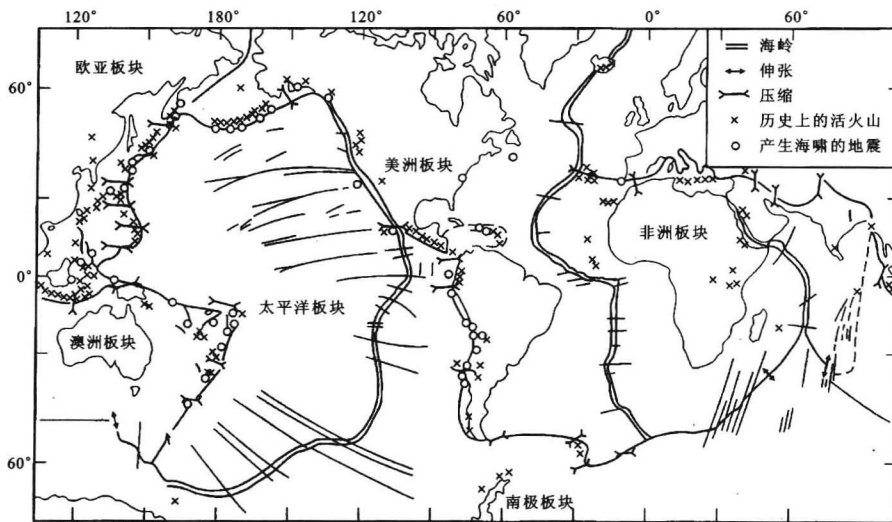 120° 180° 120° 60° 0° 60°
欧亚板块
海岭
伸张
压缩
历史上的活火山
产生海啸的地震
60°
美洲板块
非洲板块
0°
太平洋板块
澳洲板块
60°
南极板块